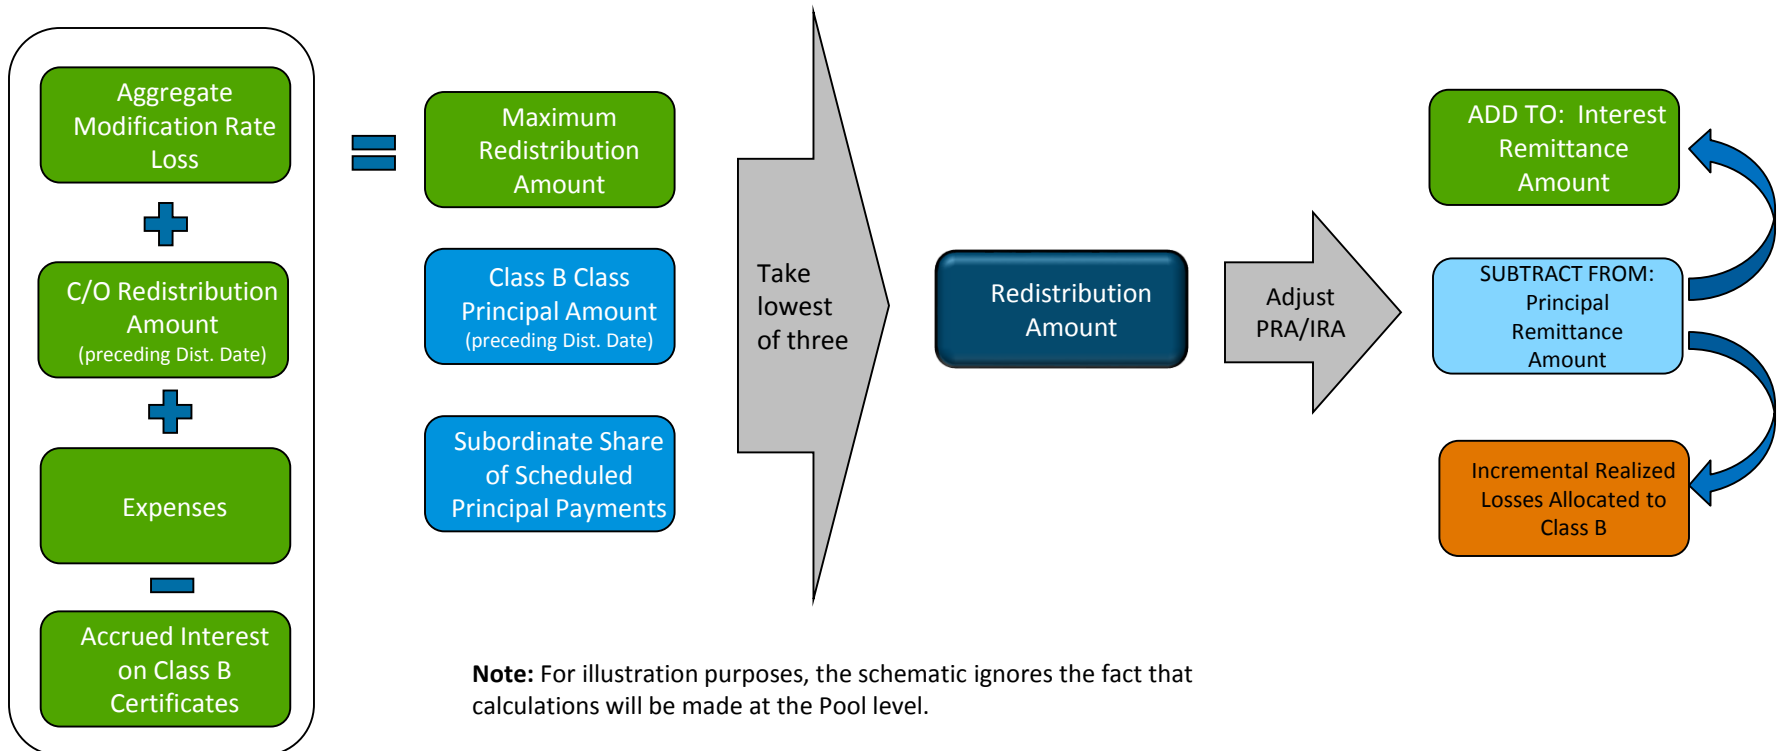 Aggregate
Modification Rate
Loss
C/O Redistribution
Amount
(preceding Dist. Date)
Expenses
Accrued Interest
on Class B
Certificates
Maximum
Redistribution
Amount
Class B Class
Principal Amount
(preceding Dist. Date)
Subordinate Share
of Scheduled
Principal Payments
Take
lowest
of three
Redistribution
Amount
Adjust
PRA/IRA
ADD TO:  Interest
Remittance
Amount
SUBTRACT FROM:
Principal
Remittance
Amount
Incremental Realized
Losses Allocated to
Class B
Note: For illustration purposes, the schematic ignores the fact that
calculations will be made at the Pool level.